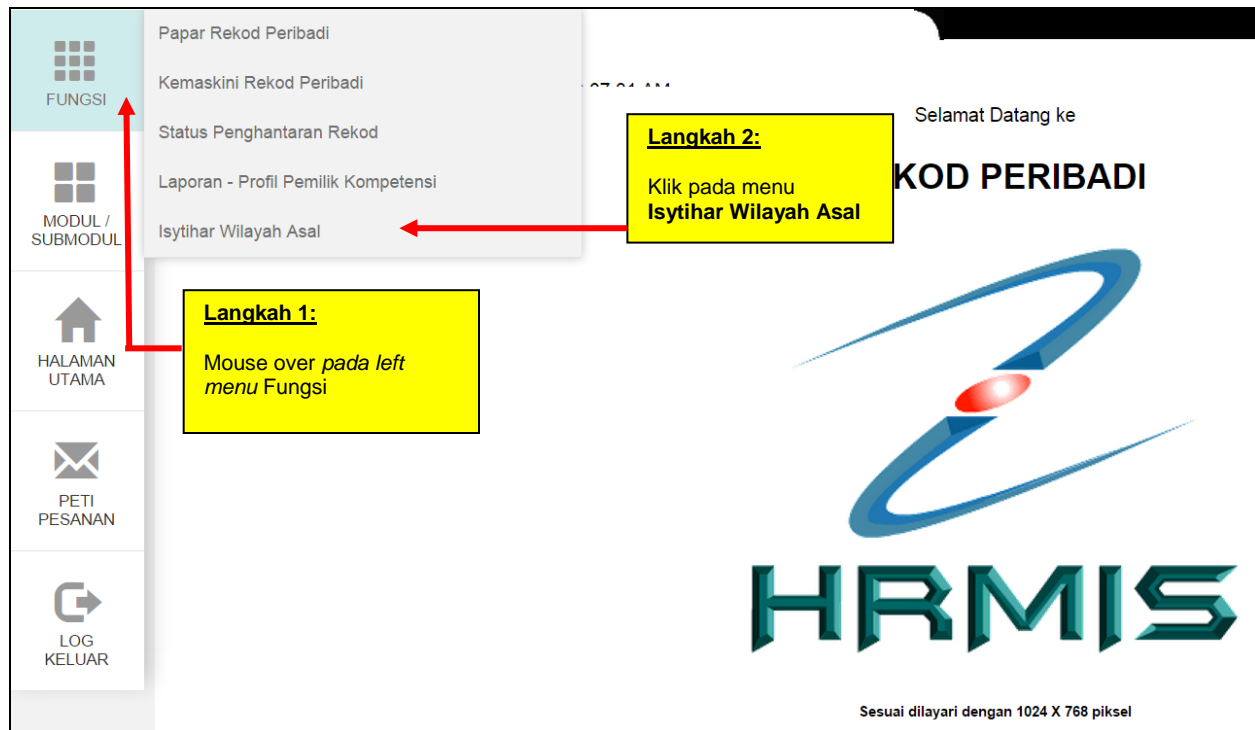 FUNGSI
MODUL /
SUBMODUL
HALAMAN
UTAMA
PETI
PESANAN
LOG
KELUAR
Papar Rekod Peribadi
Kemaskini Rekod Peribadi
Status Penghantaran Rekod
Laporan - Profil Pemilik Kompetensi
Isytihar Wilayah Asal
Langkah 1:
Mouse over pada left
menu Fungsi
Langkah 2:
Klik pada menu
Isytihar Wilayah Asal
Selamat Datang ke
KOD PERIBADI
HRMIS
Sesuai dilayari dengan 1024 X 768 piksel